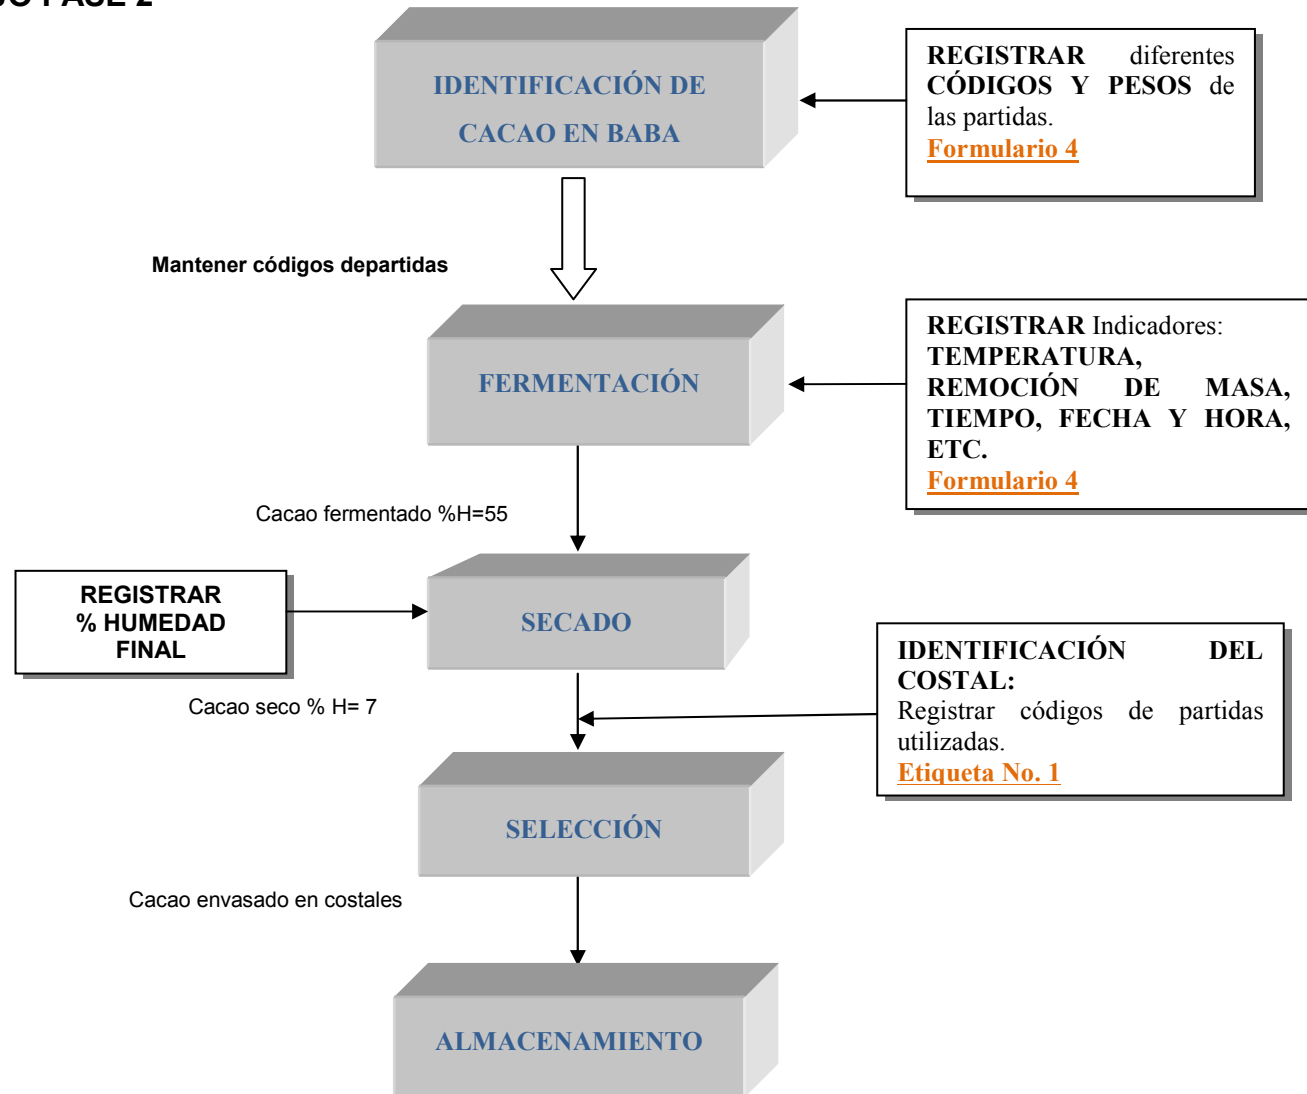 FASE 2
IDENTIFICACIÓN DE
CACAO EN BABA
REGISTRAR diferentes
CÓDIGOS Y PESOS de
las partidas.
Formulario 4
Mantener códigos departidas
FERMENTACIÓN
REGISTRAR Indicadores:
TEMPERATURA,
REMOCIÓN DE MASA,
TIEMPO, FECHA Y HORA,
ETC.
Formulario 4
Cacao fermentado %H=55
REGISTRAR
% HUMEDAD
FINAL
SECADO
Cacao seco % H= 7
IDENTIFICACIÓN DEL
COSTAL:
Registrar códigos de partidas
utilizadas.
Etiqueta No. 1
SELECCIÓN
Cacao envasado en costales
ALMACENAMIENTO